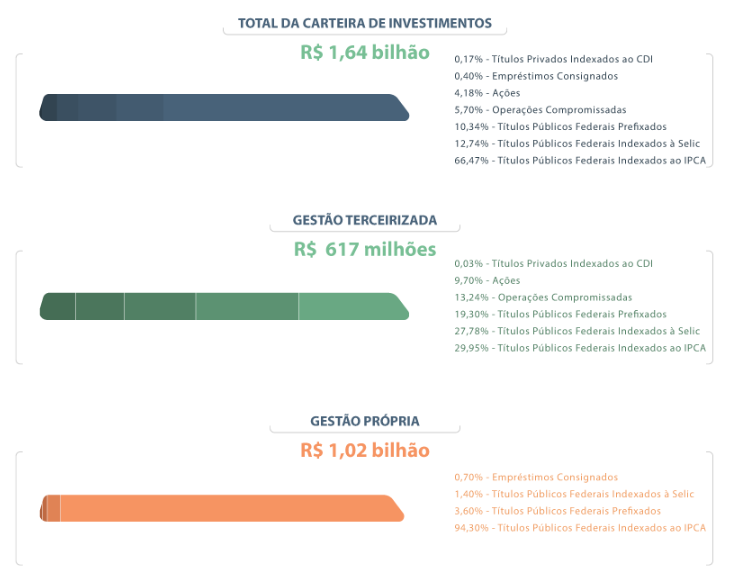 TOTAL DA CARTEIRA DE INVESTIMENTOS
R$ 1,64 bilhão
0,17% - Títulos Privados Indexados ao CDI
0,40% - Empréstimos Consignados
4,18% - Ações
5,70% - Operações Compromissadas
10,34% - Títulos Públicos Federais Prefixados
12,74% - Títulos Públicos Federais Indexados à Selic
66,47% - Títulos Públicos Federais Indexados ao IPCA
GESTÃO TERCEIRIZADA
R$ 617 milhões
0,03% - Títulos Privados Indexados ao CDI
9,70% - Ações
13,24% - Operações Compromissadas
19,30% - Títulos Públicos Federais Prefixados
27,78% - Títulos Públicos Federais Indexados à Selic
29,95% - Títulos Públicos Federais Indexados ao IPCA
GESTÃO PRÓPRIA
R$ 1,02 bilhão
0,70% - Empréstimos Consignados
1,40% - Títulos Públicos Federais Indexados à Selic
3,60% - Títulos Públicos Federais Prefixados
94,30% - Títulos Públicos Federais Indexados ao IPCA